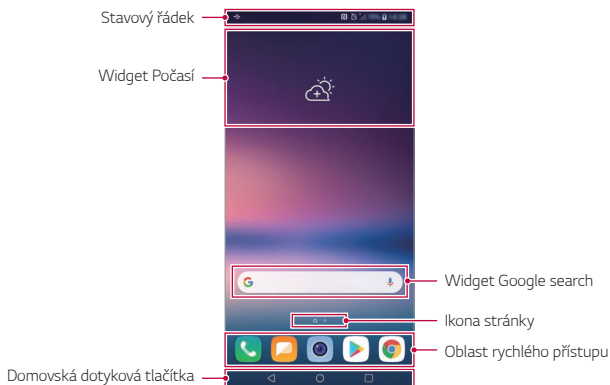 Stavový řádek
Widget Počasí
Widget Google search
Ikona stránky
Oblast rychlého přístupu
Domovská dotyková tlačítka